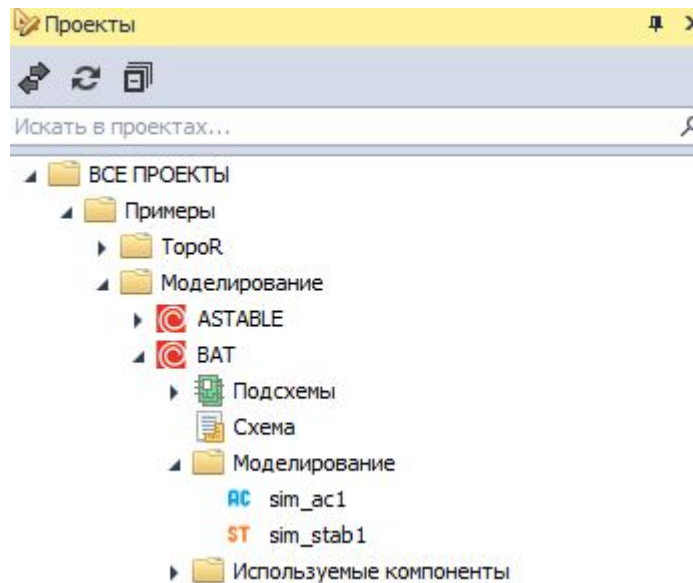 Проекты
Искать в проектах...
ВСЕ ПРОЕКТЫ
Примеры
TopoR
Моделирование
ASTABLE
BAT
Подсхемы
Схема
Моделирование
AC sim_ac1
ST sim_stab1
Используемые компоненты